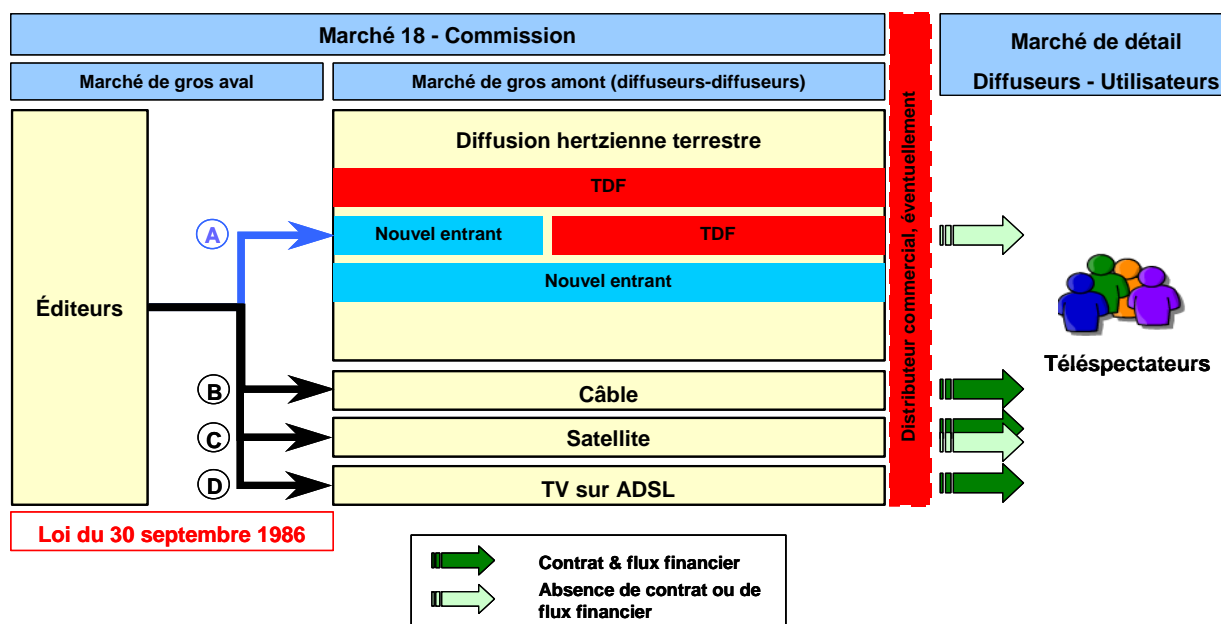 Marché 18 - Commission
Marché de détail
Diffuseurs - Utilisateurs
Marché de gros aval
Marché de gros amont (diffuseurs-diffuseurs)
Distributeur commercial, éventuellement
Éditeurs
Diffusion hertzienne terrestre
TDF
A
Nouvel entrant
TDF
Nouvel entrant
Téléspectateurs
B
Câble
C
Satellite
D
TV sur ADSL
Loi du 30 septembre 1986
Contrat & flux financier
Absence de contrat ou de
flux financier